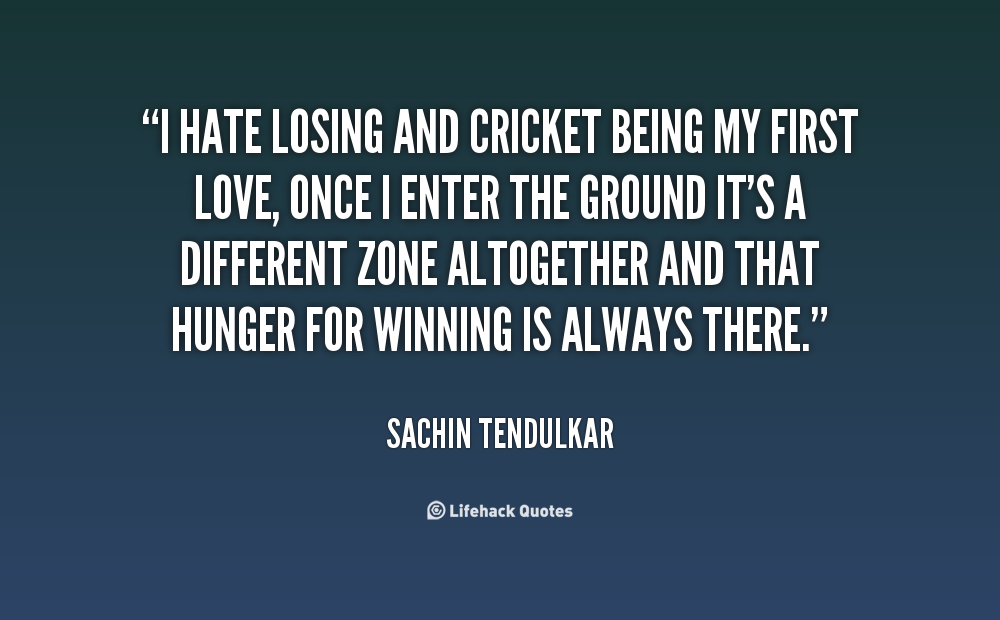 “I HATE LOSING AND CRICKET BEING MY FIRST
LOVE, ONCE I ENTER THE GROUND IT’S A
DIFFERENT ZONE ALTOGETHER AND THAT
HUNGER FOR WINNING IS ALWAYS THERE.”
SACHIN TENDULKAR
Lifehack Quotes